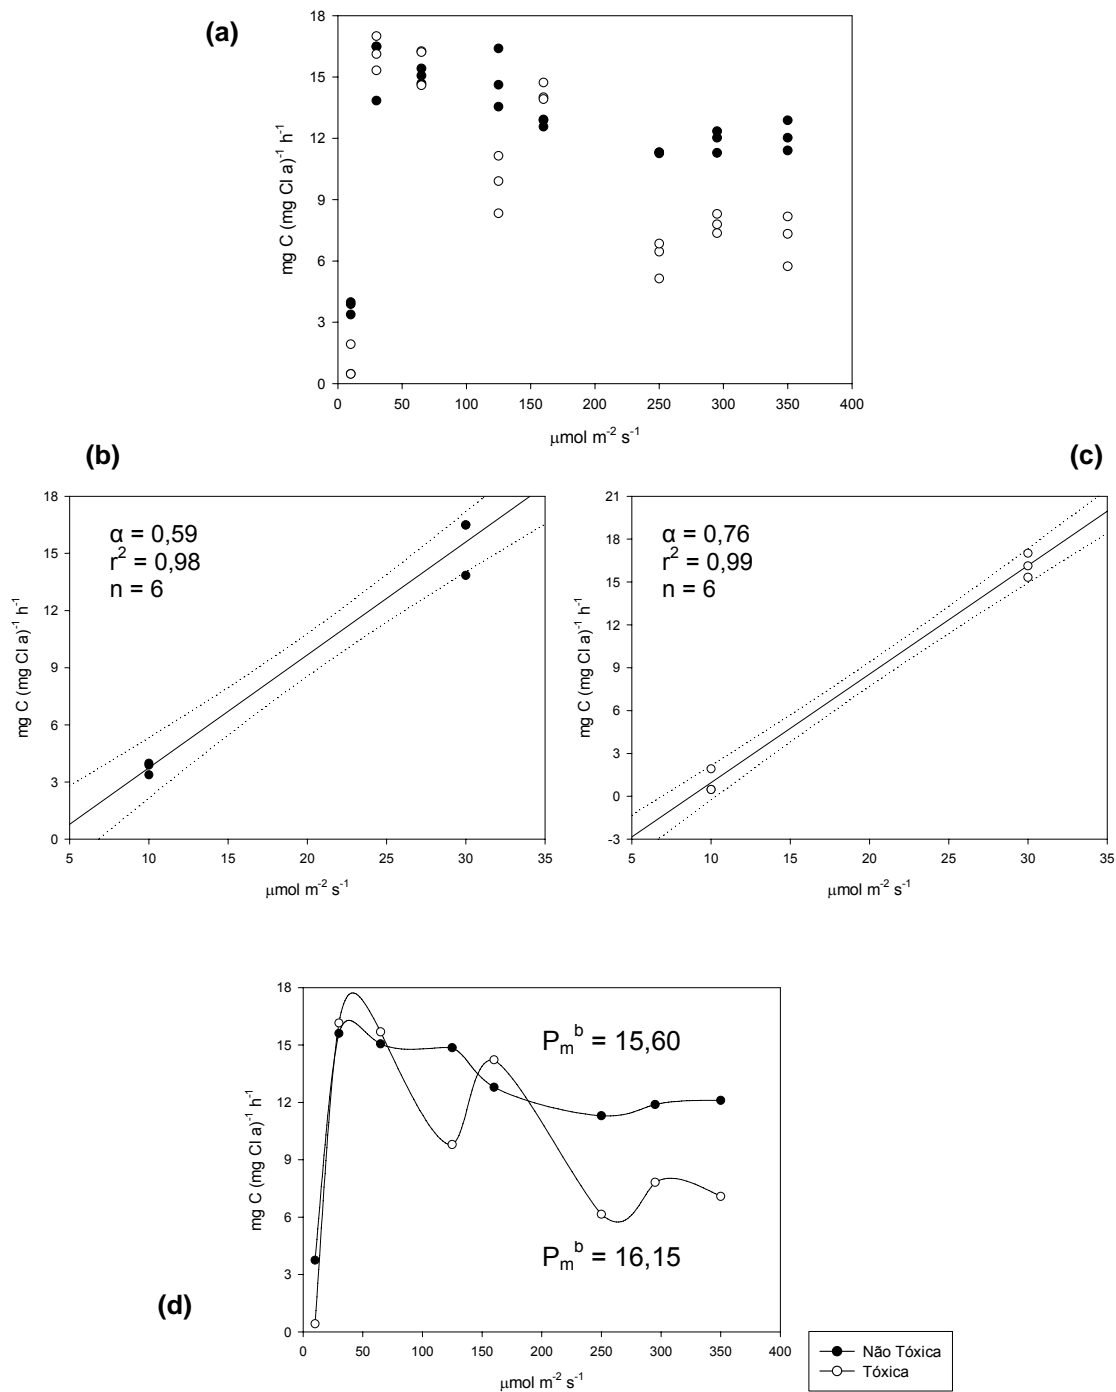 (a)
18
15
12
9
6
3
0
mg C (mg Cl a)⁻¹ h⁻¹
0 50 100 150 200 250 300 350 400
μmol m⁻² s⁻¹
(b)
18
15
12
9
6
3
0
mg C (mg Cl a)⁻¹ h⁻¹
α = 0,59
r² = 0,98
n = 6
5 10 15 20 25 30 35
μmol m⁻² s⁻¹
(c)
21
18
15
12
9
6
3
0
-3
mg C (mg Cl a)⁻¹ h⁻¹
α = 0,76
r² = 0,99
n = 6
5 10 15 20 25 30 35
μmol m⁻² s⁻¹
(d)
18
15
12
9
6
3
0
mg C (mg Cl a)⁻¹ h⁻¹
Pₘᵇ = 15,60
Pₘᵇ = 16,15
0 50 100 150 200 250 300 350 400
μmol m⁻² s⁻¹
Não Tóxica
Tóxica